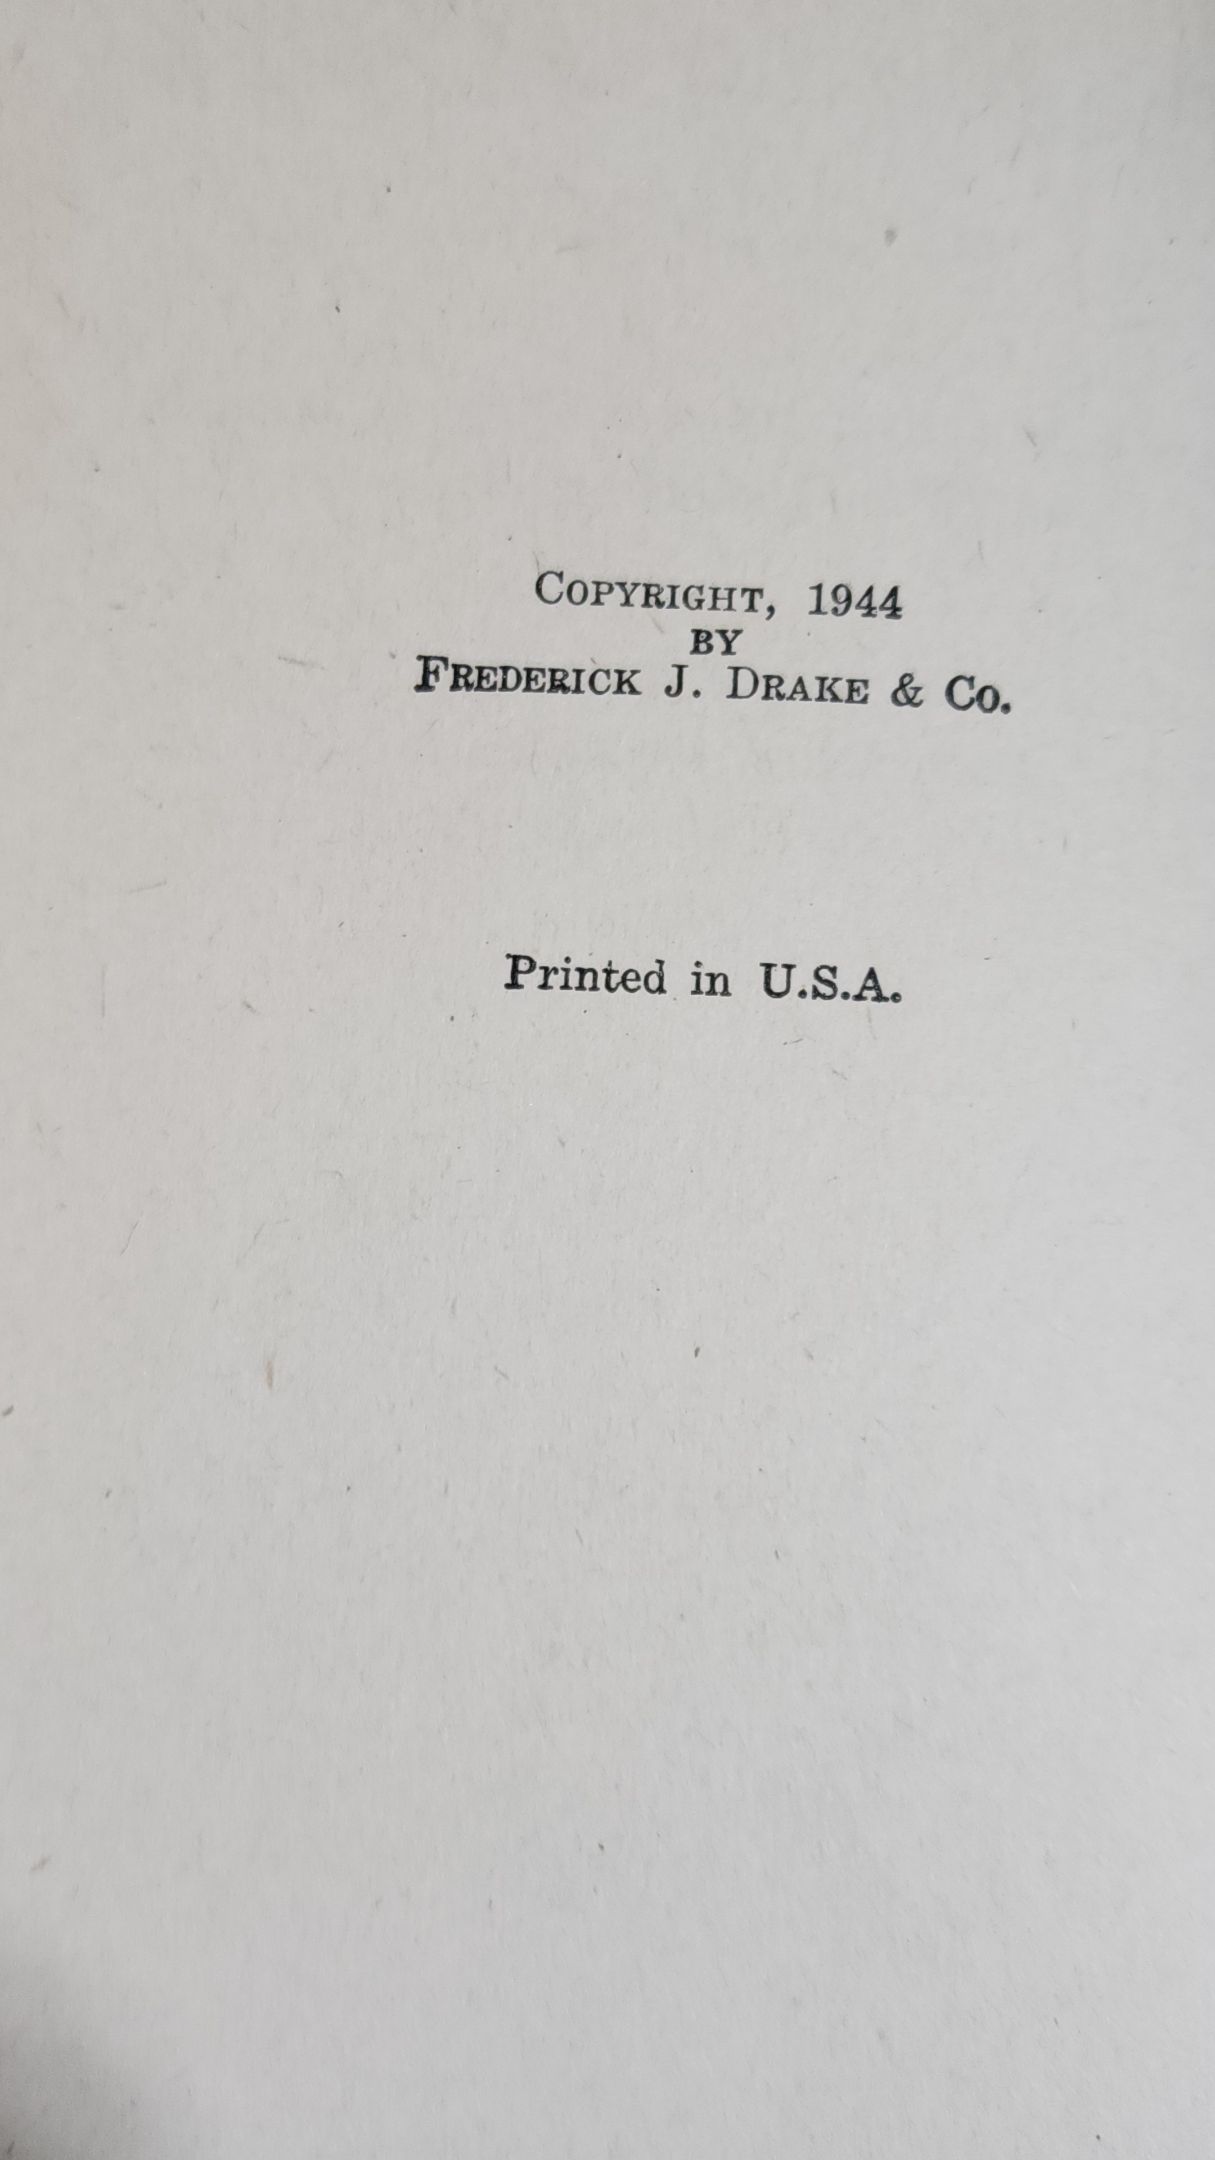 COPYRIGHT, 1944
BY
FREDERICK J. DRAKE & CO.
Printed in U.S.A.